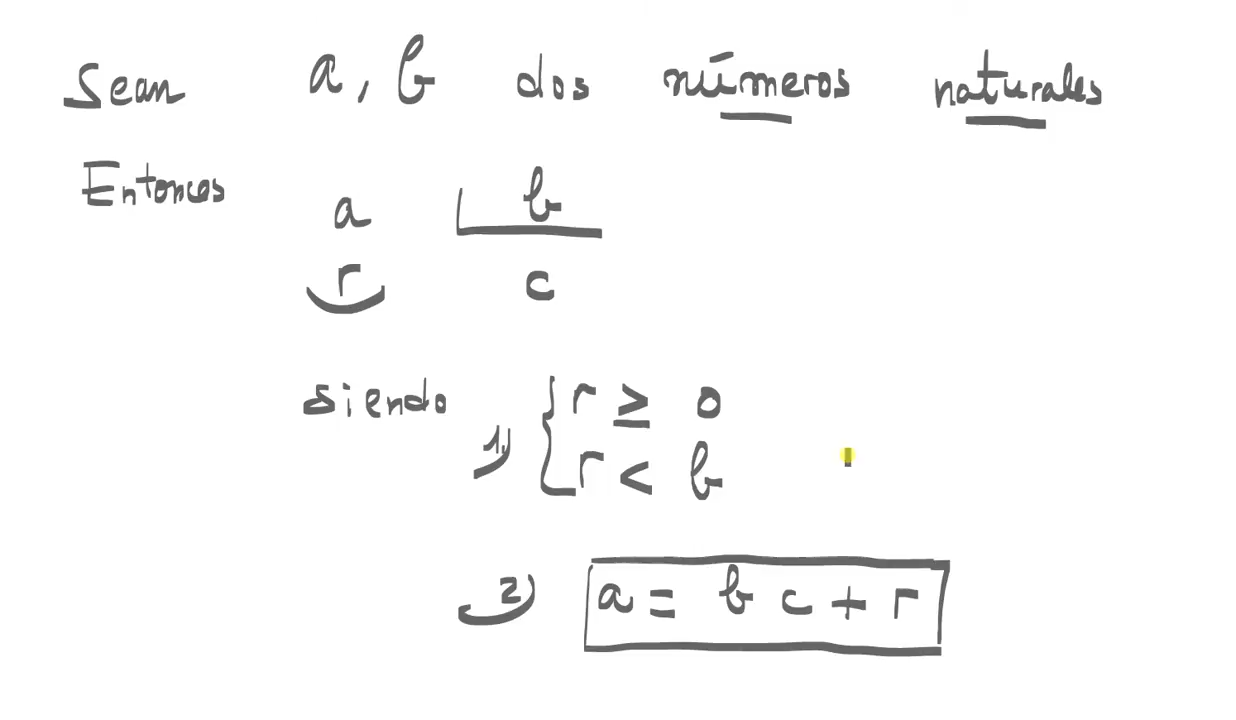 Sean a, b dos números naturales
Entonces
a b
r c
siendo
1) { r ≥ 0
r < b
2) a = b c + r